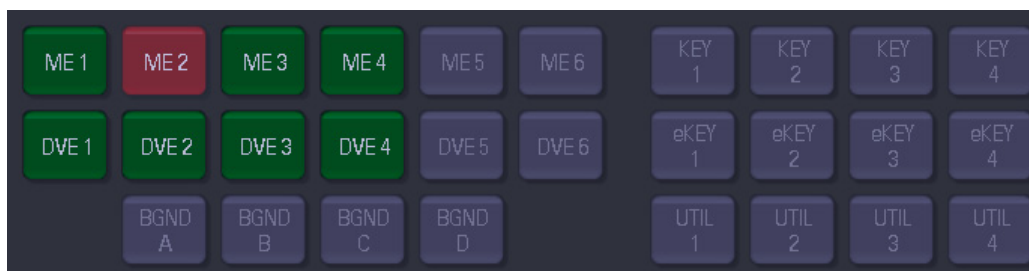 ME 1 ME 2 ME 3 ME 4 ME 5 ME 6 KEY 1 KEY 2 KEY 3 KEY 4
DVE 1 DVE 2 DVE 3 DVE 4 DVE 5 DVE 6 eKEY 1 eKEY 2 eKEY 3 eKEY 4
BGND A BGND B BGND C BGND D UTIL 1 UTIL 2 UTIL 3 UTIL 4